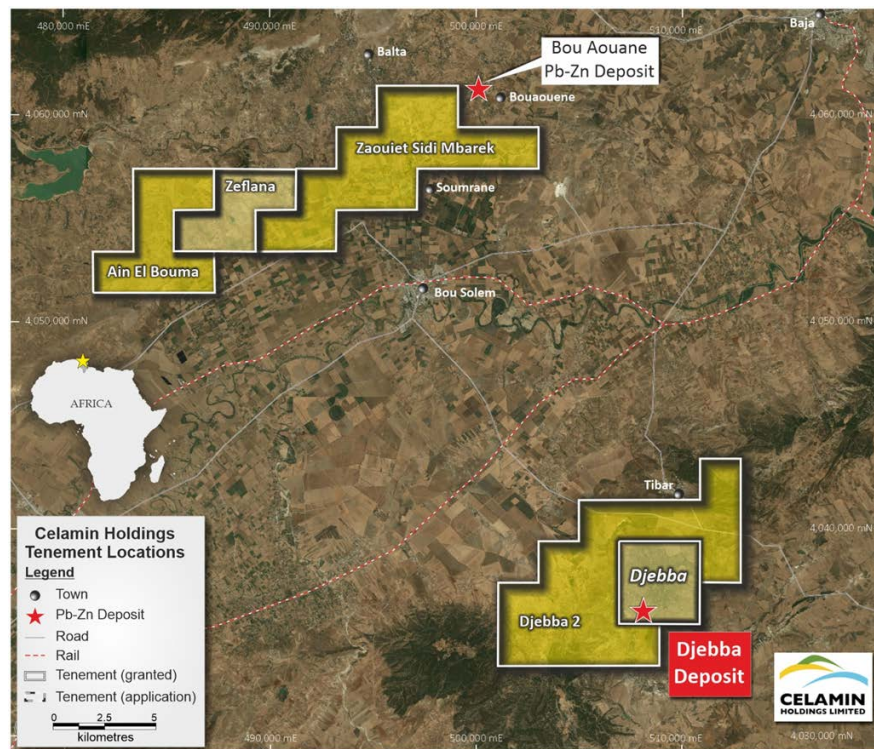 480,000 mE
490,000 mE
500,000 mE
510,000 mE
Baja
Balta
Bou Aouane
Pb-Zn Deposit
Bouaouene
4,060,000 mN
4,060,000 mN
Zaouiet Sidi Mbarek
Zeflana
Soumrane
Ain El Bouma
Bou Solem
4,050,000 mN
4,050,000 mN
AFRICA
Tibar
4,040,000 mN
Djebba
Djebba 2
Djebba
Deposit
Celamin Holdings
Tenement Locations
Legend
Town
Pb-Zn Deposit
Road
Rail
Tenement (granted)
Tenement (application)
0 2.5 5
kilometres
CELAMIN
HOLDINGS LIMITED
490,000 mE
500,000 mE
510,000 mE
4,030,000 mN